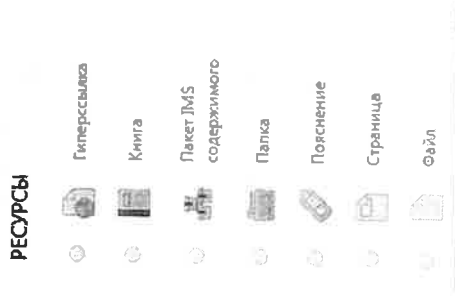 РЕСУРСЫ
Гиперссылка
Книга
Пакет IMS
содержимого
Папка
Пояснение
Страница
Файл